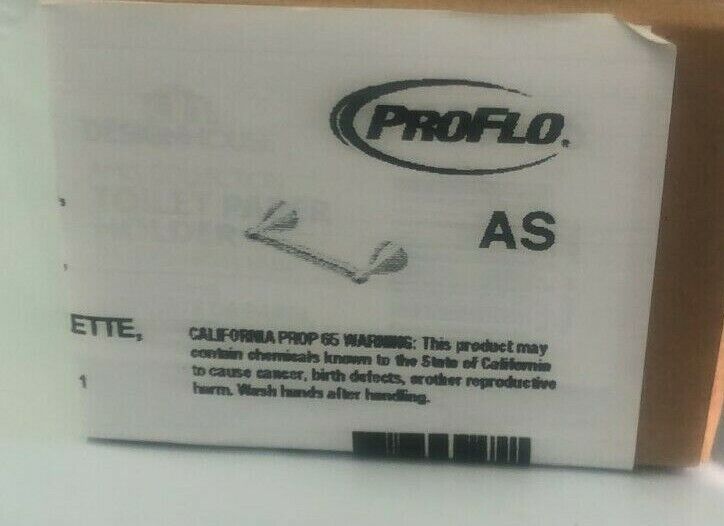 PROFLO®
AS
ETTE,
CALIFORNIA PROP 65 WARNING: This product may
contain chemicals known to the State of California
to cause cancer, birth defects, or other reproductive
harm. Wash hands after handling.
1